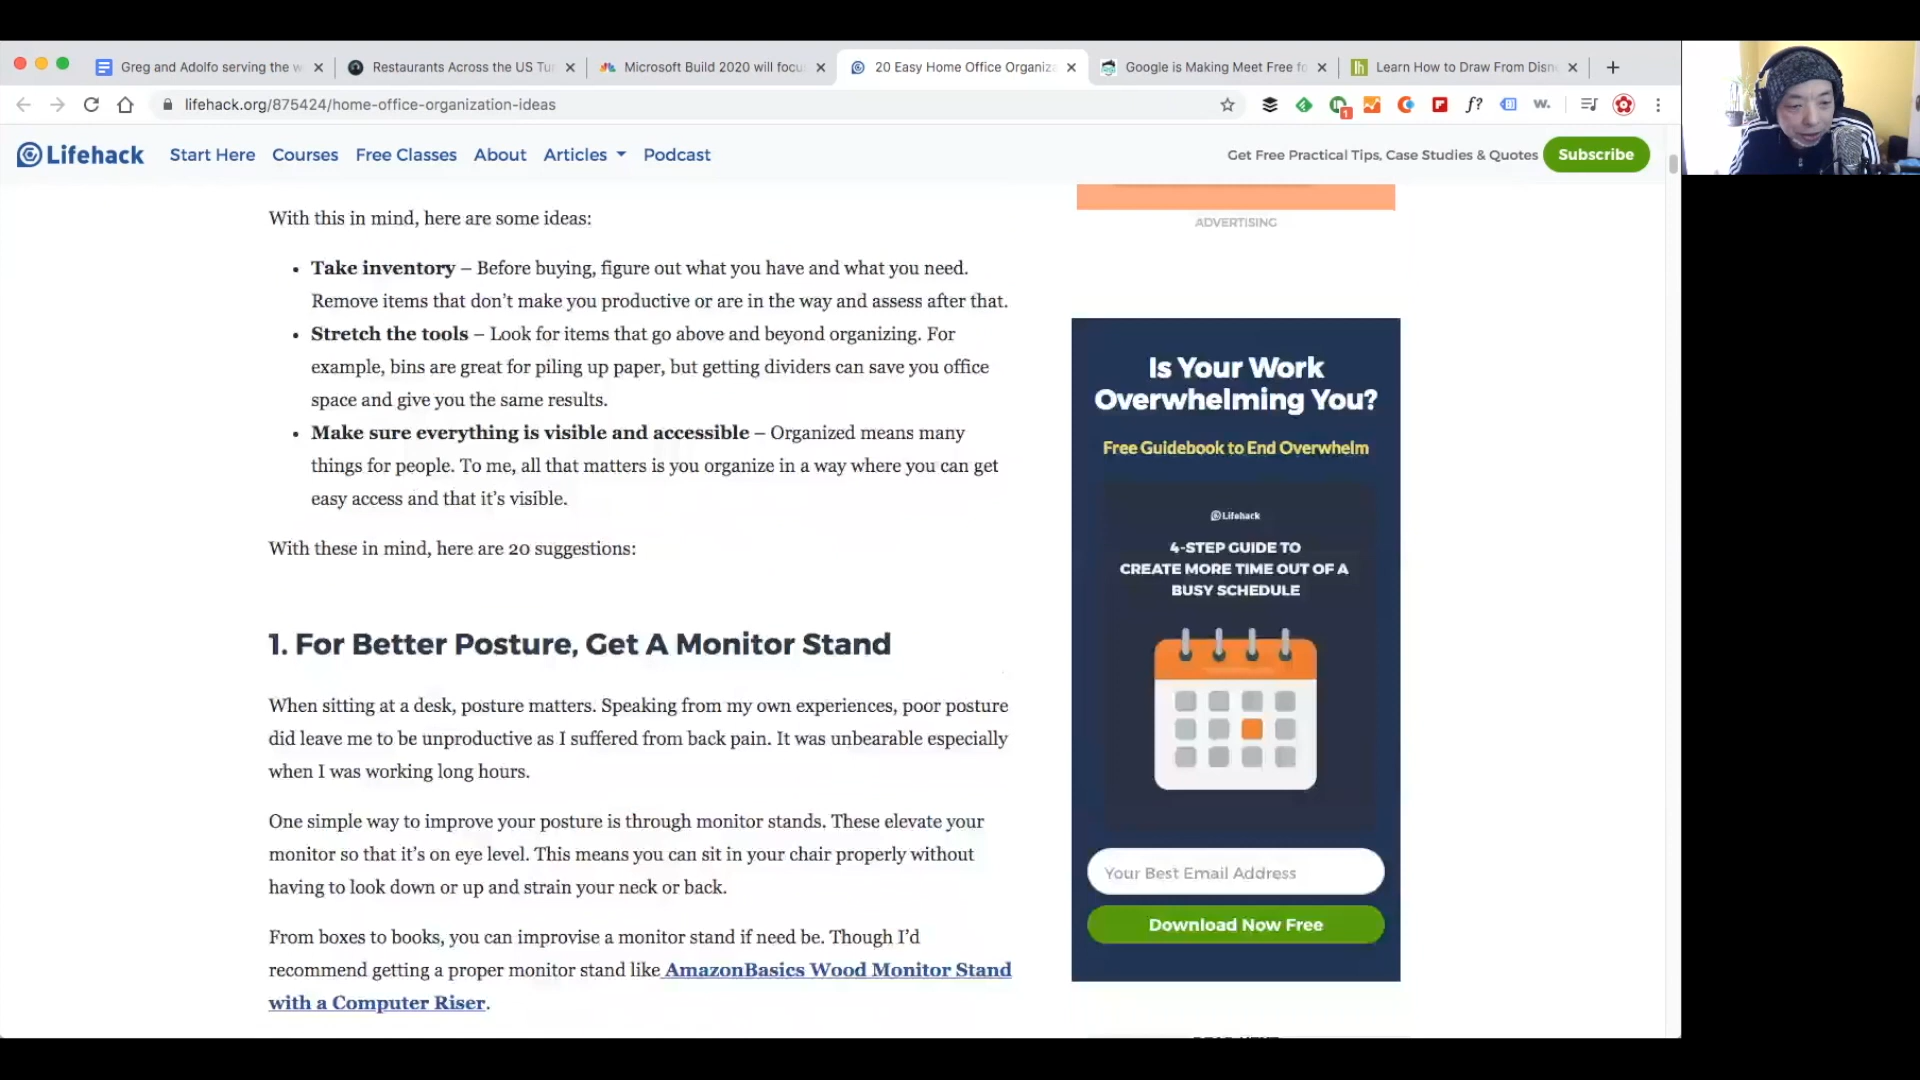 Greg and Adolfo serving the w
Restaurants Across the US Tur
Microsoft Build 2020 will focu
20 Easy Home Office Organiza
Google is Making Meet Free fo
Learn How to Draw From Disn
lifehack.org/875424/home-office-organization-ideas
1
f?
w.
Lifehack
Start Here
Courses
Free Classes
About
Articles
Podcast
Get Free Practical Tips, Case Studies & Quotes
Subscribe
With this in mind, here are some ideas:
• Take inventory – Before buying, figure out what you have and what you need.
Remove items that don’t make you productive or are in the way and assess after that.
• Stretch the tools – Look for items that go above and beyond organizing. For
example, bins are great for piling up paper, but getting dividers can save you office
space and give you the same results.
• Make sure everything is visible and accessible – Organized means many
things for people. To me, all that matters is you organize in a way where you can get
easy access and that it’s visible.
With these in mind, here are 20 suggestions:
1. For Better Posture, Get A Monitor Stand
When sitting at a desk, posture matters. Speaking from my own experiences, poor posture
did leave me to be unproductive as I suffered from back pain. It was unbearable especially
when I was working long hours.
One simple way to improve your posture is through monitor stands. These elevate your
monitor so that it’s on eye level. This means you can sit in your chair properly without
having to look down or up and strain your neck or back.
From boxes to books, you can improvise a monitor stand if need be. Though I’d
recommend getting a proper monitor stand like AmazonBasics Wood Monitor Stand
with a Computer Riser.
ADVERTISING
Is Your Work
Overwhelming You?
Free Guidebook to End Overwhelm
Lifehack
4-STEP GUIDE TO
CREATE MORE TIME OUT OF A
BUSY SCHEDULE
Your Best Email Address
Download Now Free